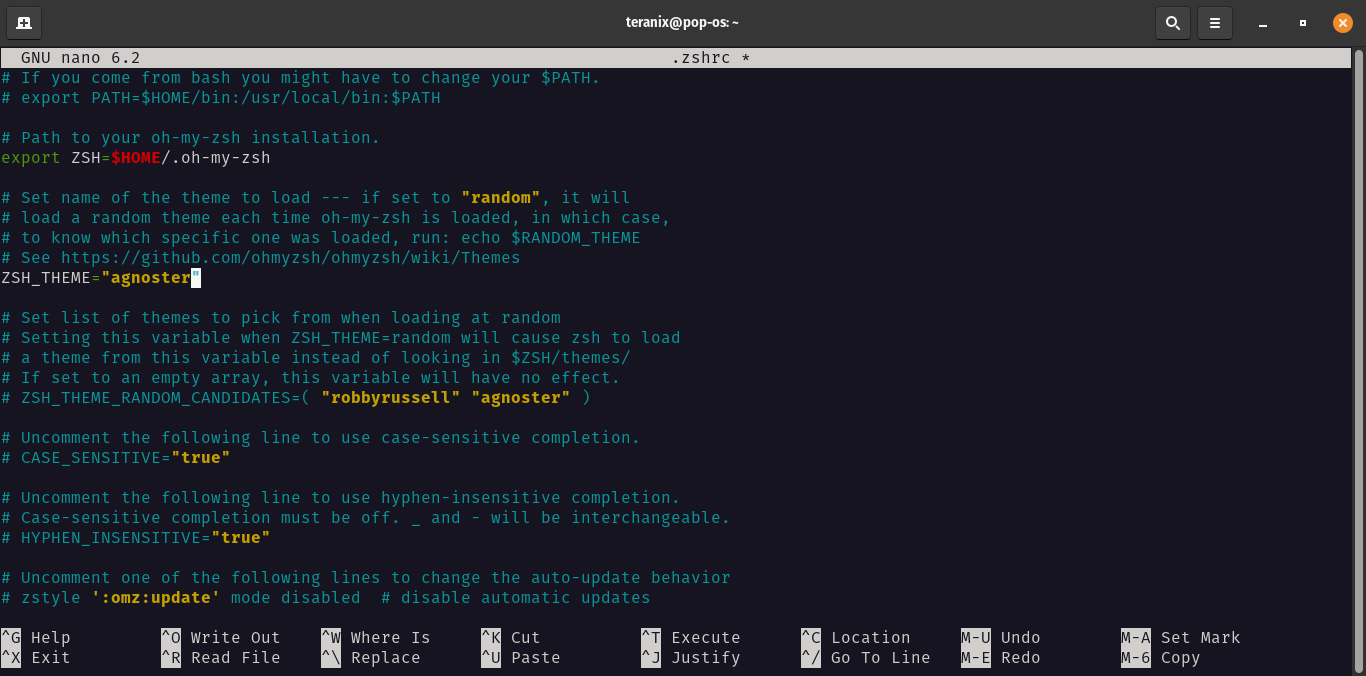 teranix@pop-os: ~
GNU nano 6.2 .zshrc *
# If you come from bash you might have to change your $PATH.
# export PATH=$HOME/bin:/usr/local/bin:$PATH
# Path to your oh-my-zsh installation.
export ZSH=$HOME/.oh-my-zsh
# Set name of the theme to load --- if set to "random", it will
# load a random theme each time oh-my-zsh is loaded, in which case,
# to know which specific one was loaded, run: echo $RANDOM_THEME
# See https://github.com/ohmyzsh/ohmyzsh/wiki/Themes
ZSH_THEME="agnoster"
# Set list of themes to pick from when loading at random
# Setting this variable when ZSH_THEME=random will cause zsh to load
# a theme from this variable instead of looking in $ZSH/themes/
# If set to an empty array, this variable will have no effect.
# ZSH_THEME_RANDOM_CANDIDATES=( "robbyrussell" "agnoster" )
# Uncomment the following line to use case-sensitive completion.
# CASE_SENSITIVE="true"
# Uncomment the following line to use hyphen-insensitive completion.
# Case-sensitive completion must be off. _ and - will be interchangeable.
# HYPHEN_INSENSITIVE="true"
# Uncomment one of the following lines to change the auto-update behavior
# zstyle ':omz:update' mode disabled  # disable automatic updates
^G Help ^O Write Out ^W Where Is ^K Cut ^T Execute ^C Location M-U Undo M-A Set Mark
^X Exit ^R Read File ^\ Replace ^U Paste ^J Justify ^/ Go To Line M-E Redo M-6 Copy